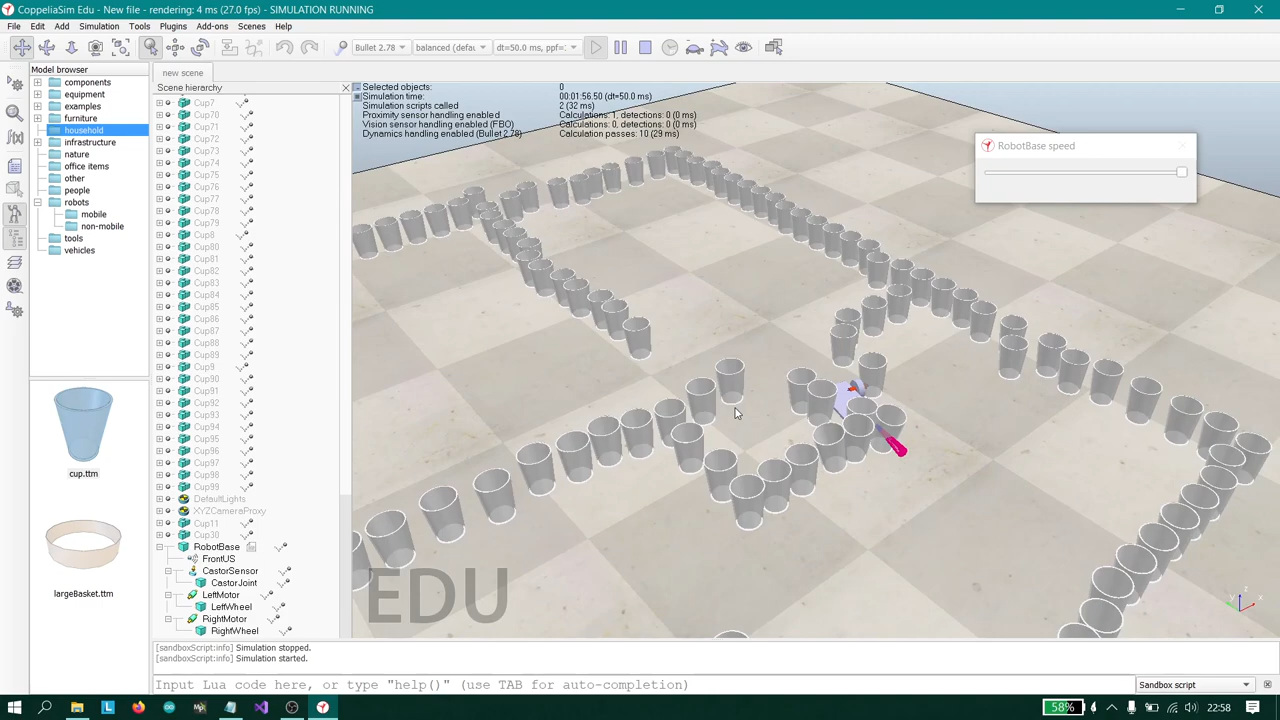 CoppeliaSim Edu - New file - rendering: 4 ms (27.0 fps) - SIMULATION RUNNING
File Edit Simulation Tools Plugins Add-ons Scenes Help
Bullet 2.78
balanced (defau
dt=50.0 ms, ppf=
Model browser
components
equipment
examples
furniture
household
infrastructure
nature
office items
other
people
robots
mobile
non-mobile
tools
vehicles
cup.ttm
largeBasket.ttm
new scene
Scene hierarchy
Cup7
Cup70
Cup71
Cup72
Cup73
Cup74
Cup75
Cup76
Cup77
Cup78
Cup79
Cup8
Cup80
Cup81
Cup82
Cup83
Cup84
Cup85
Cup86
Cup87
Cup88
Cup89
Cup9
Cup90
Cup91
Cup92
Cup93
Cup94
Cup95
Cup96
Cup97
Cup98
Cup99
DefaultLights
XYZCameraProxy
Cup11
Cup30
RobotBase
FrontUS
CastorSensor
CastorJoint
LeftMotor
LeftWheel
RightMotor
RightWheel
Selected objects: 0
Simulation time: 00:01:56.50 (dt=50.0 ms)
Simulation scripts called 2 (32 ms)
Proximity sensor handling enabled Calculations: 1, detections: 0 (0 ms)
Vision sensor handling enabled (FBO) Calculations: 0, detections: 0 (0 ms)
Dynamics handling enabled (Bullet 2.78) Calculation passes: 10 (29 ms)
RobotBase speed
EDU
[sandboxScript:info] Simulation stopped.
[sandboxScript:info] Simulation started.
Input Lua code here, or type "help()" (use TAB for auto-completion)
Sandbox script
58%
22:58